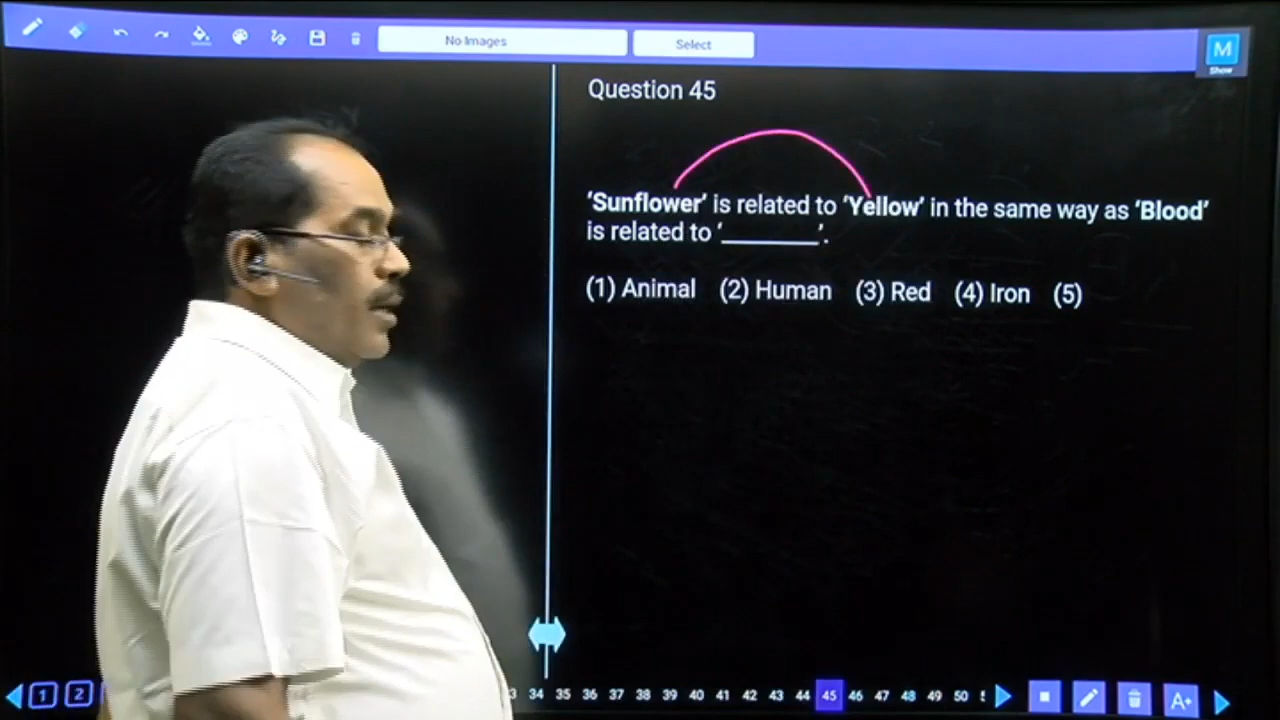 No Images
Select
M
Show
Question 45
‘Sunflower’ is related to ‘Yellow’ in the same way as ‘Blood’
is related to ‘________’.
(1) Animal (2) Human (3) Red (4) Iron (5)
1 2 3 34 35 36 37 38 39 40 41 42 43 44 45 46 47 48 49 50 A+